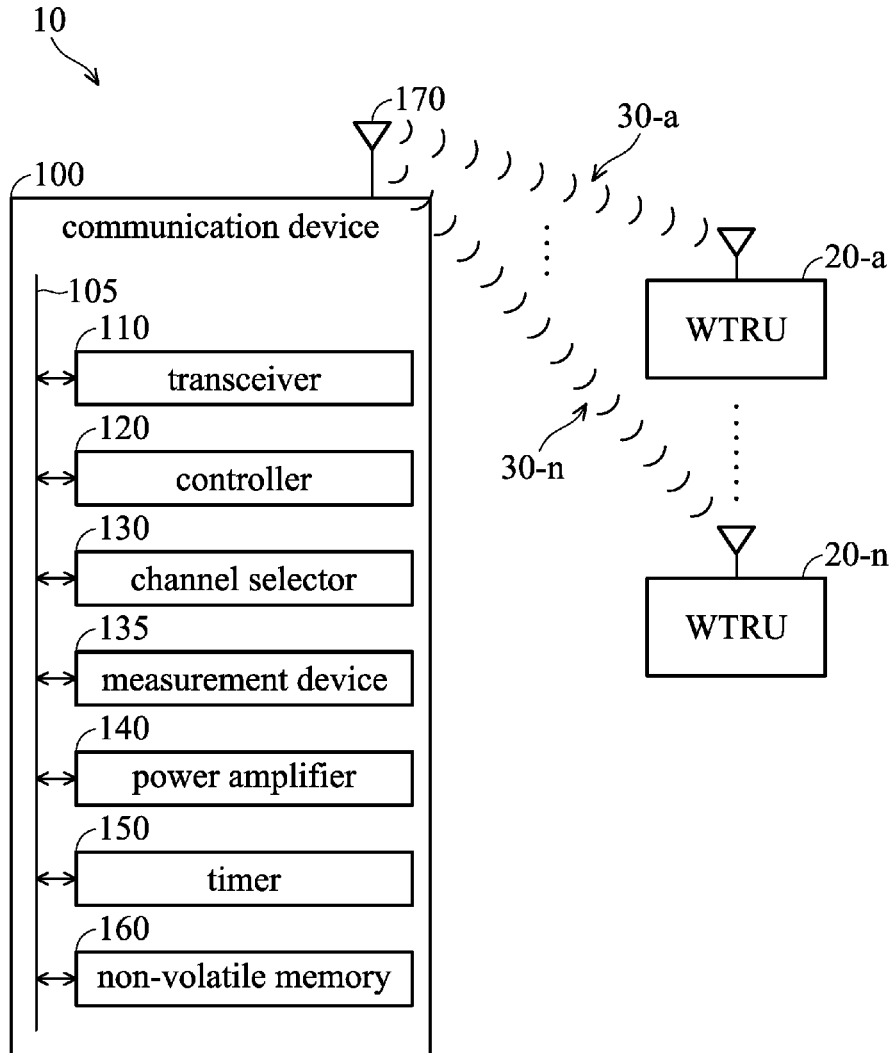 10
170
30-a
100
communication device
20-a
WTRU
105
110
transceiver
120
controller
30-n
130
channel selector
20-n
WTRU
135
measurement device
140
power amplifier
150
timer
160
non-volatile memory